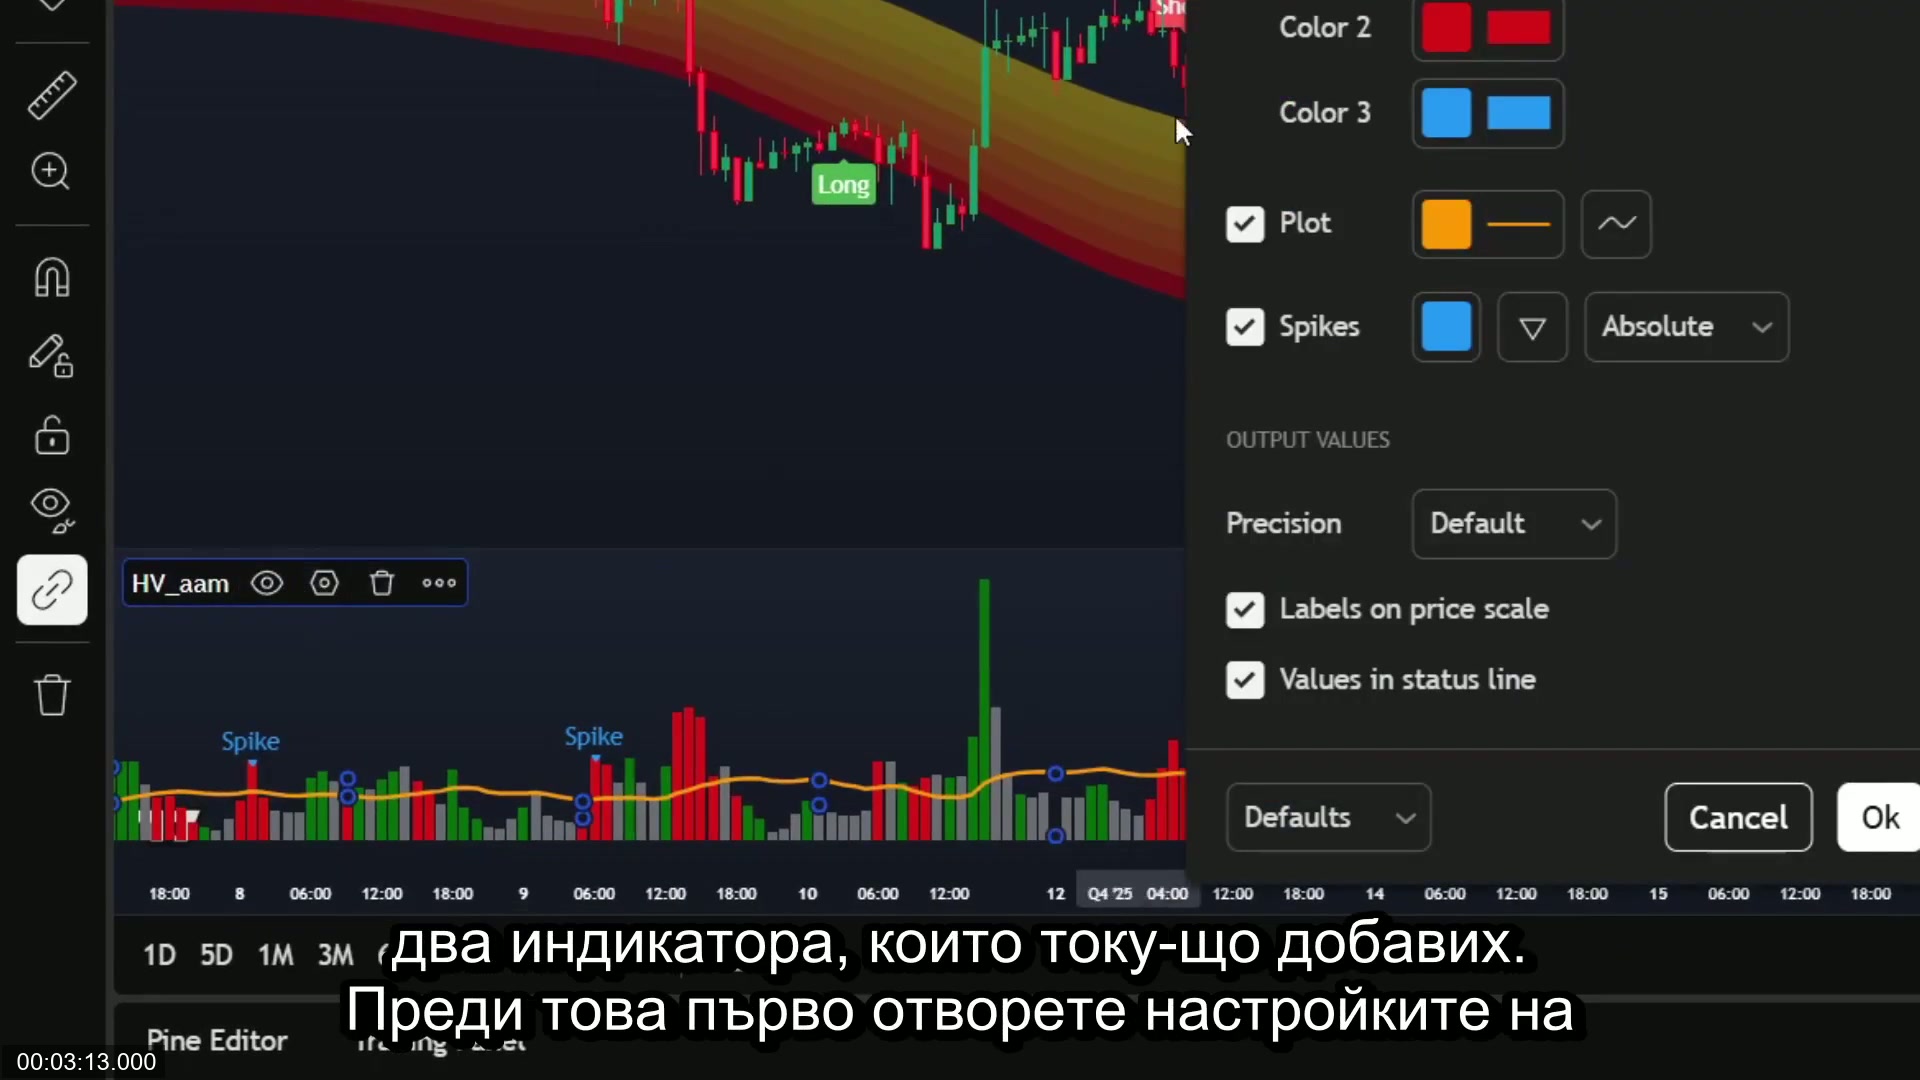 Color 2
Color 3
Long
Plot
Spikes
Absolute
OUTPUT VALUES
Precision
Default
HV_aam
Labels on price scale
Values in status line
Spike
Spike
Defaults
Cancel
Ok
18:00 8 06:00 12:00 18:00 9 06:00 12:00 18:00 10 06:00 12:00 12 Q4 '25 04:00 12:00 18:00 14 06:00 12:00 18:00 15 06:00 12:00 18:00
1D 5D 1M 3M
два индикатора, които току-що добавих.
Преди това първо отворете настройките на
Pine Editor
00:03:13.000